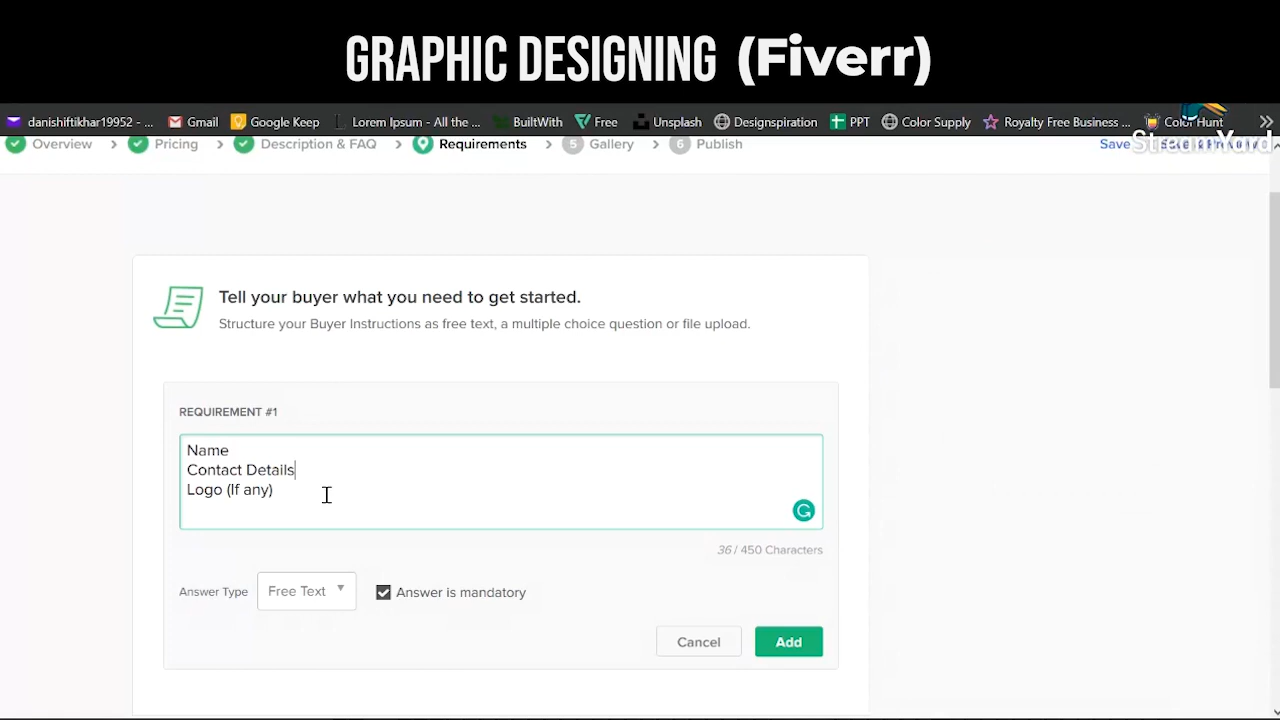 GRAPHIC DESIGNING (Fiverr)
danishiftikhar19952 - ... Gmail Google Keep Lorem Ipsum - All the ... BuiltWith Free Unsplash Designspiration PPT Color Supply Royalty Free Business ... Color Hunt
StreamYard
Overview > Pricing > Description & FAQ > Requirements > 5 Gallery > 6 Publish Save
Tell your buyer what you need to get started.
Structure your Buyer Instructions as free text, a multiple choice question or file upload.
REQUIREMENT #1
Name
Contact Details
Logo (If any)
36 / 450 Characters
Answer Type Free Text Answer is mandatory
Cancel Add